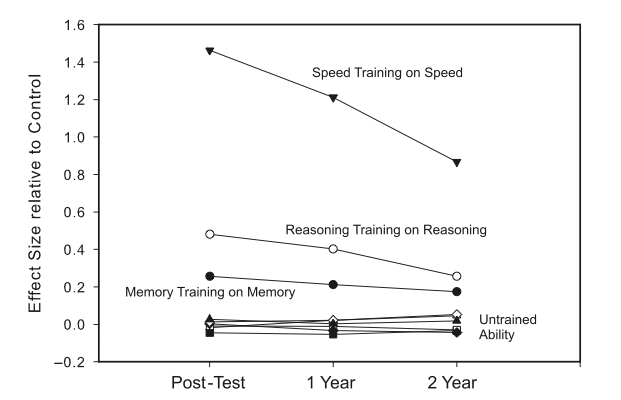 1.6
1.4
1.2
1.0
0.8
0.6
0.4
0.2
0.0
–0.2
Effect Size relative to Control
Speed Training on Speed
Reasoning Training on Reasoning
Memory Training on Memory
Untrained
Ability
Post-Test
1 Year
2 Year